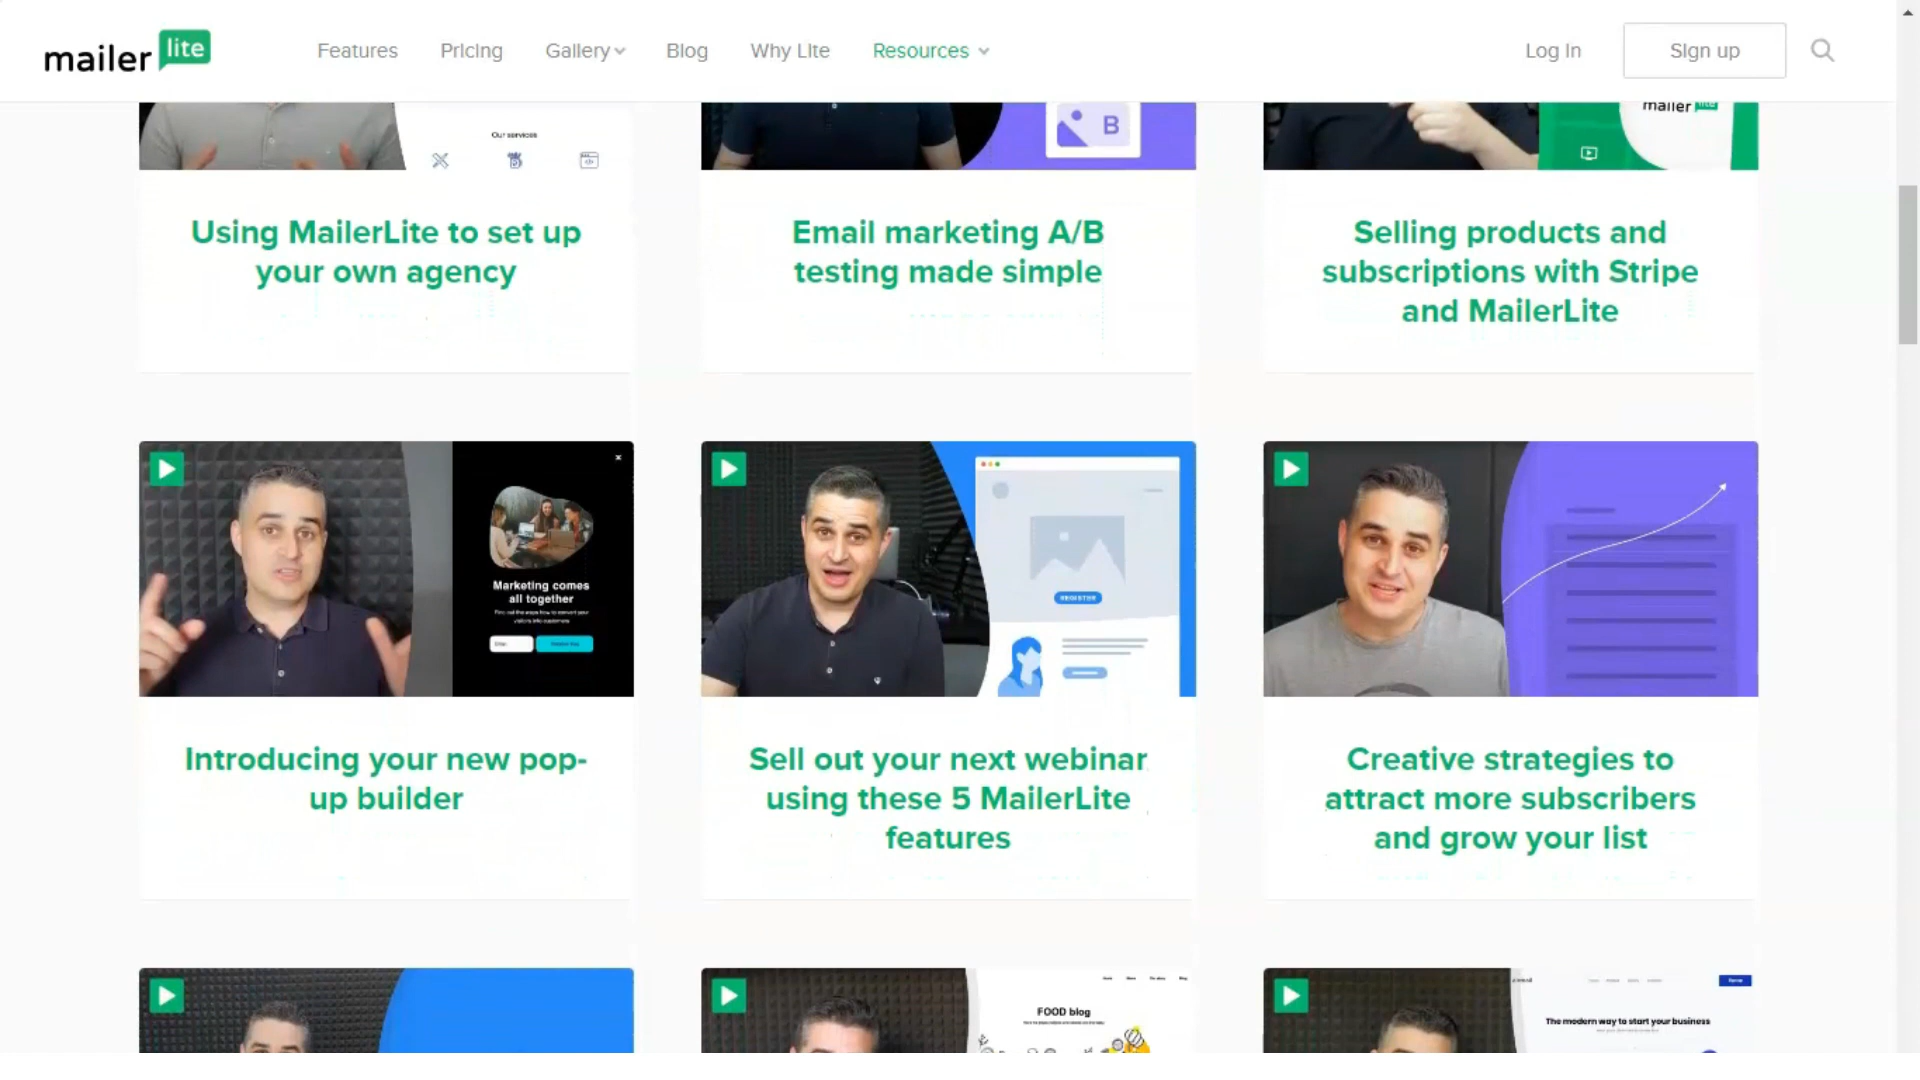 mailer lite
Features
Pricing
Gallery
Blog
Why Lite
Resources
Log In
Sign up
Our services
B
mailer lite
Using MailerLite to set up
your own agency
Email marketing A/B
testing made simple
Selling products and
subscriptions with Stripe
and MailerLite
Marketing comes
all together
REGISTER
Introducing your new pop-
up builder
Sell out your next webinar
using these 5 MailerLite
features
Creative strategies to
attract more subscribers
and grow your list
FOOD blog
The modern way to start your business